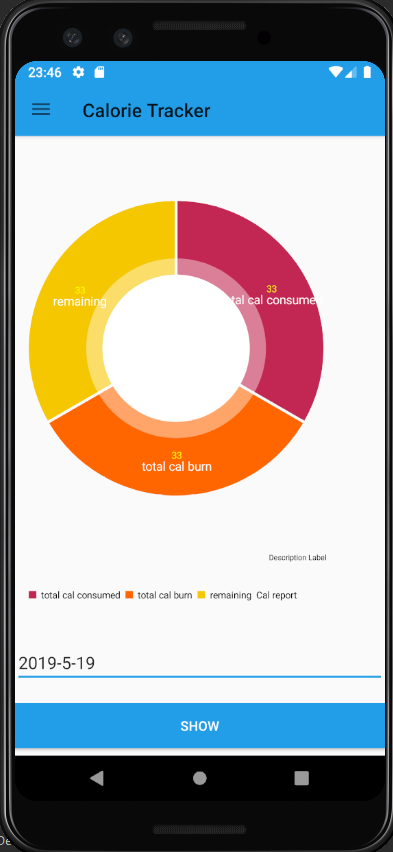 23:46
Calorie Tracker
33
remaining
33
tal cal consume
33
total cal burn
Description Label
total cal consumed total cal burn remaining Cal report
2019-5-19
SHOW